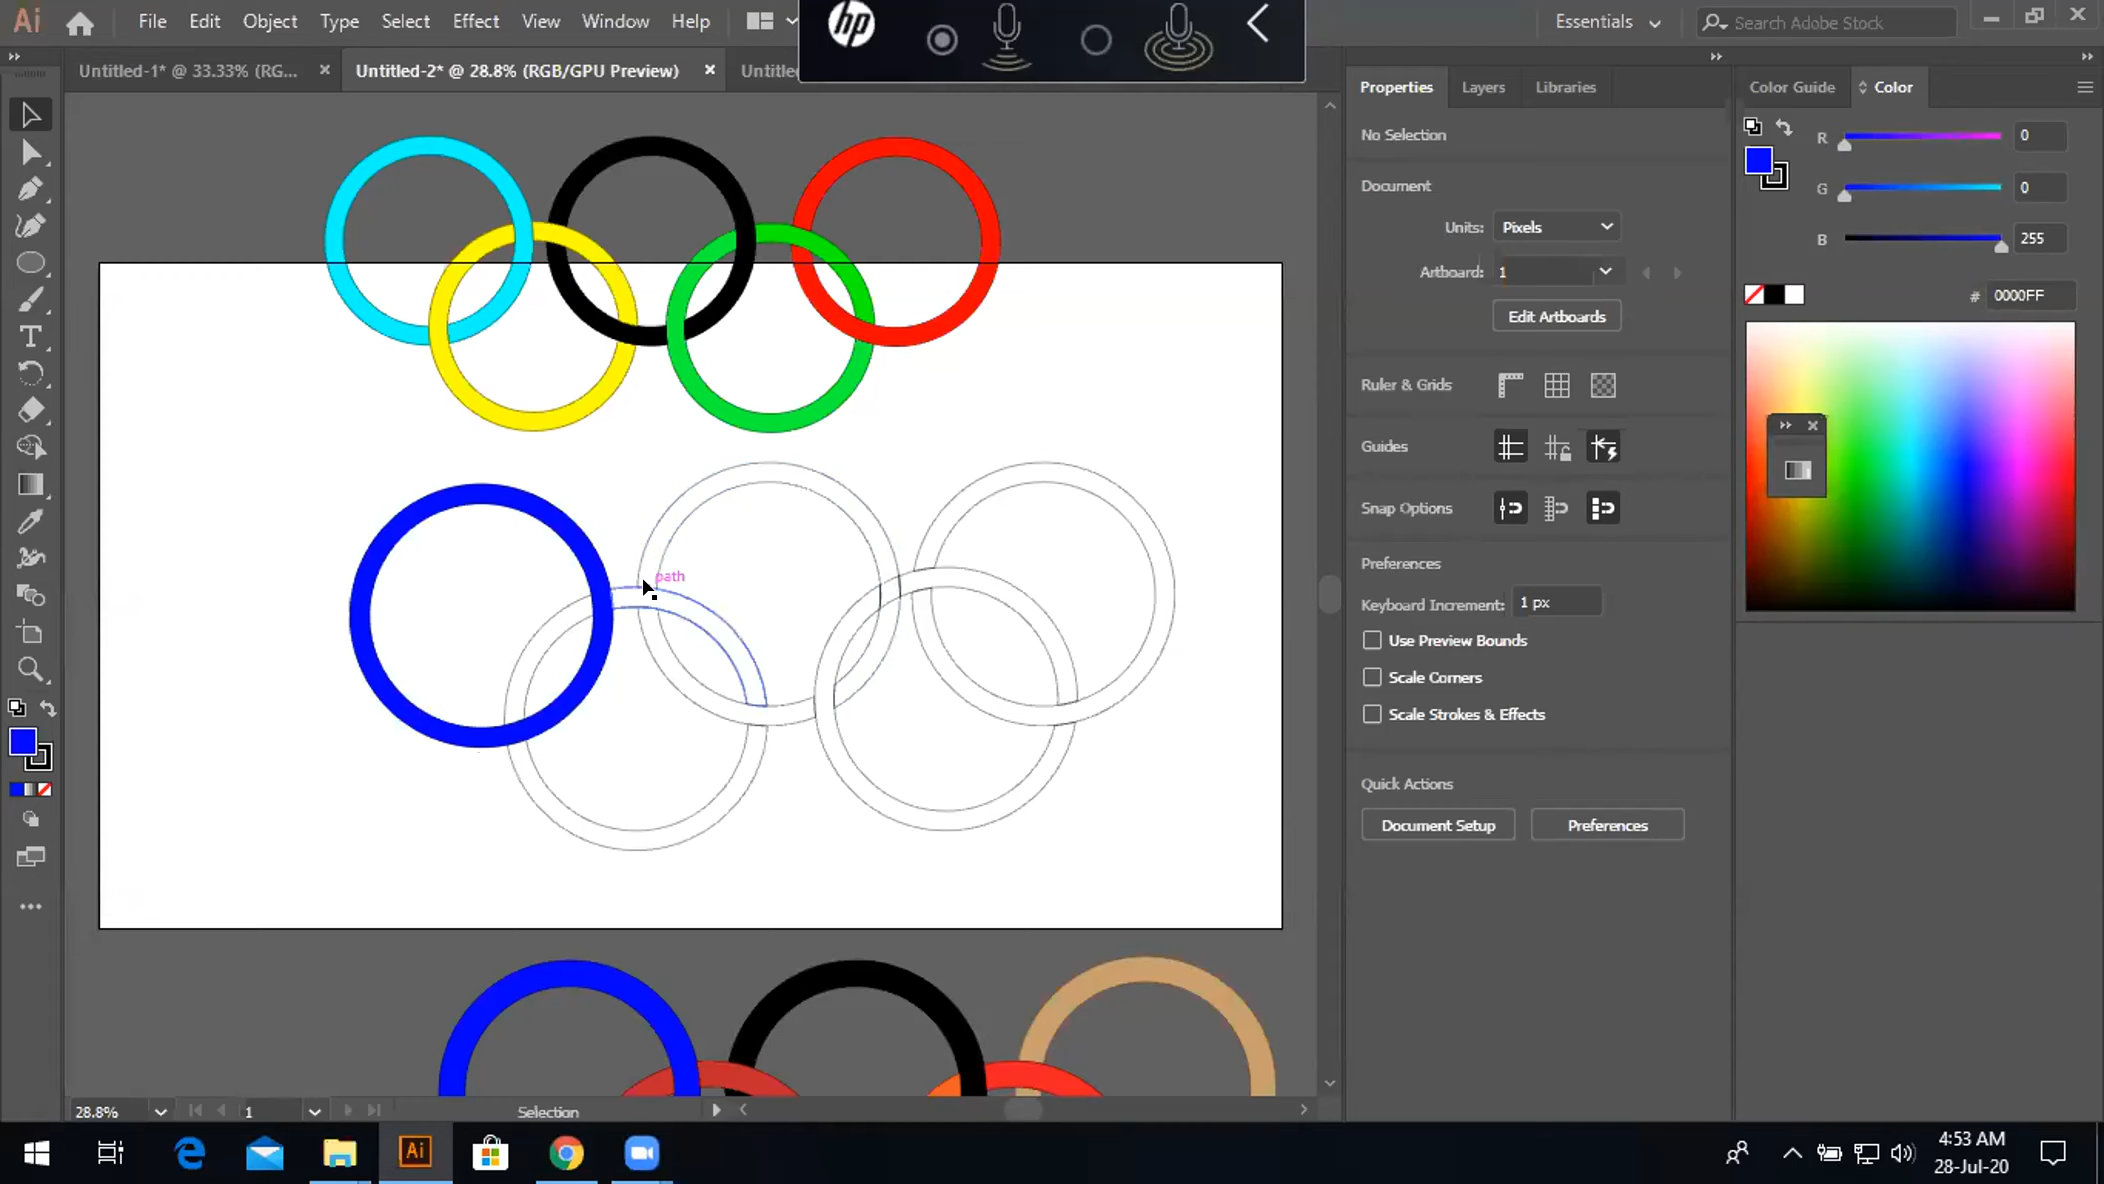 Ai File Edit Object Type Select Effect View Window Help
hp
Essentials
Search Adobe Stock
Untitled-1* @ 33.33% (RG...
Untitled-2* @ 28.8% (RGB/GPU Preview)
Untitled
Properties Layers Libraries
Color Guide Color
No Selection
R 0
Document
G 0
Units: Pixels
B 255
Artboard: 1
# 0000FF
Edit Artboards
Ruler & Grids
Guides
Snap Options
Preferences
path
Keyboard Increment: 1 px
Use Preview Bounds
Scale Corners
Scale Strokes & Effects
Quick Actions
Document Setup Preferences
28.8% 1 Selection
Ai
4:53 AM
28-Jul-20